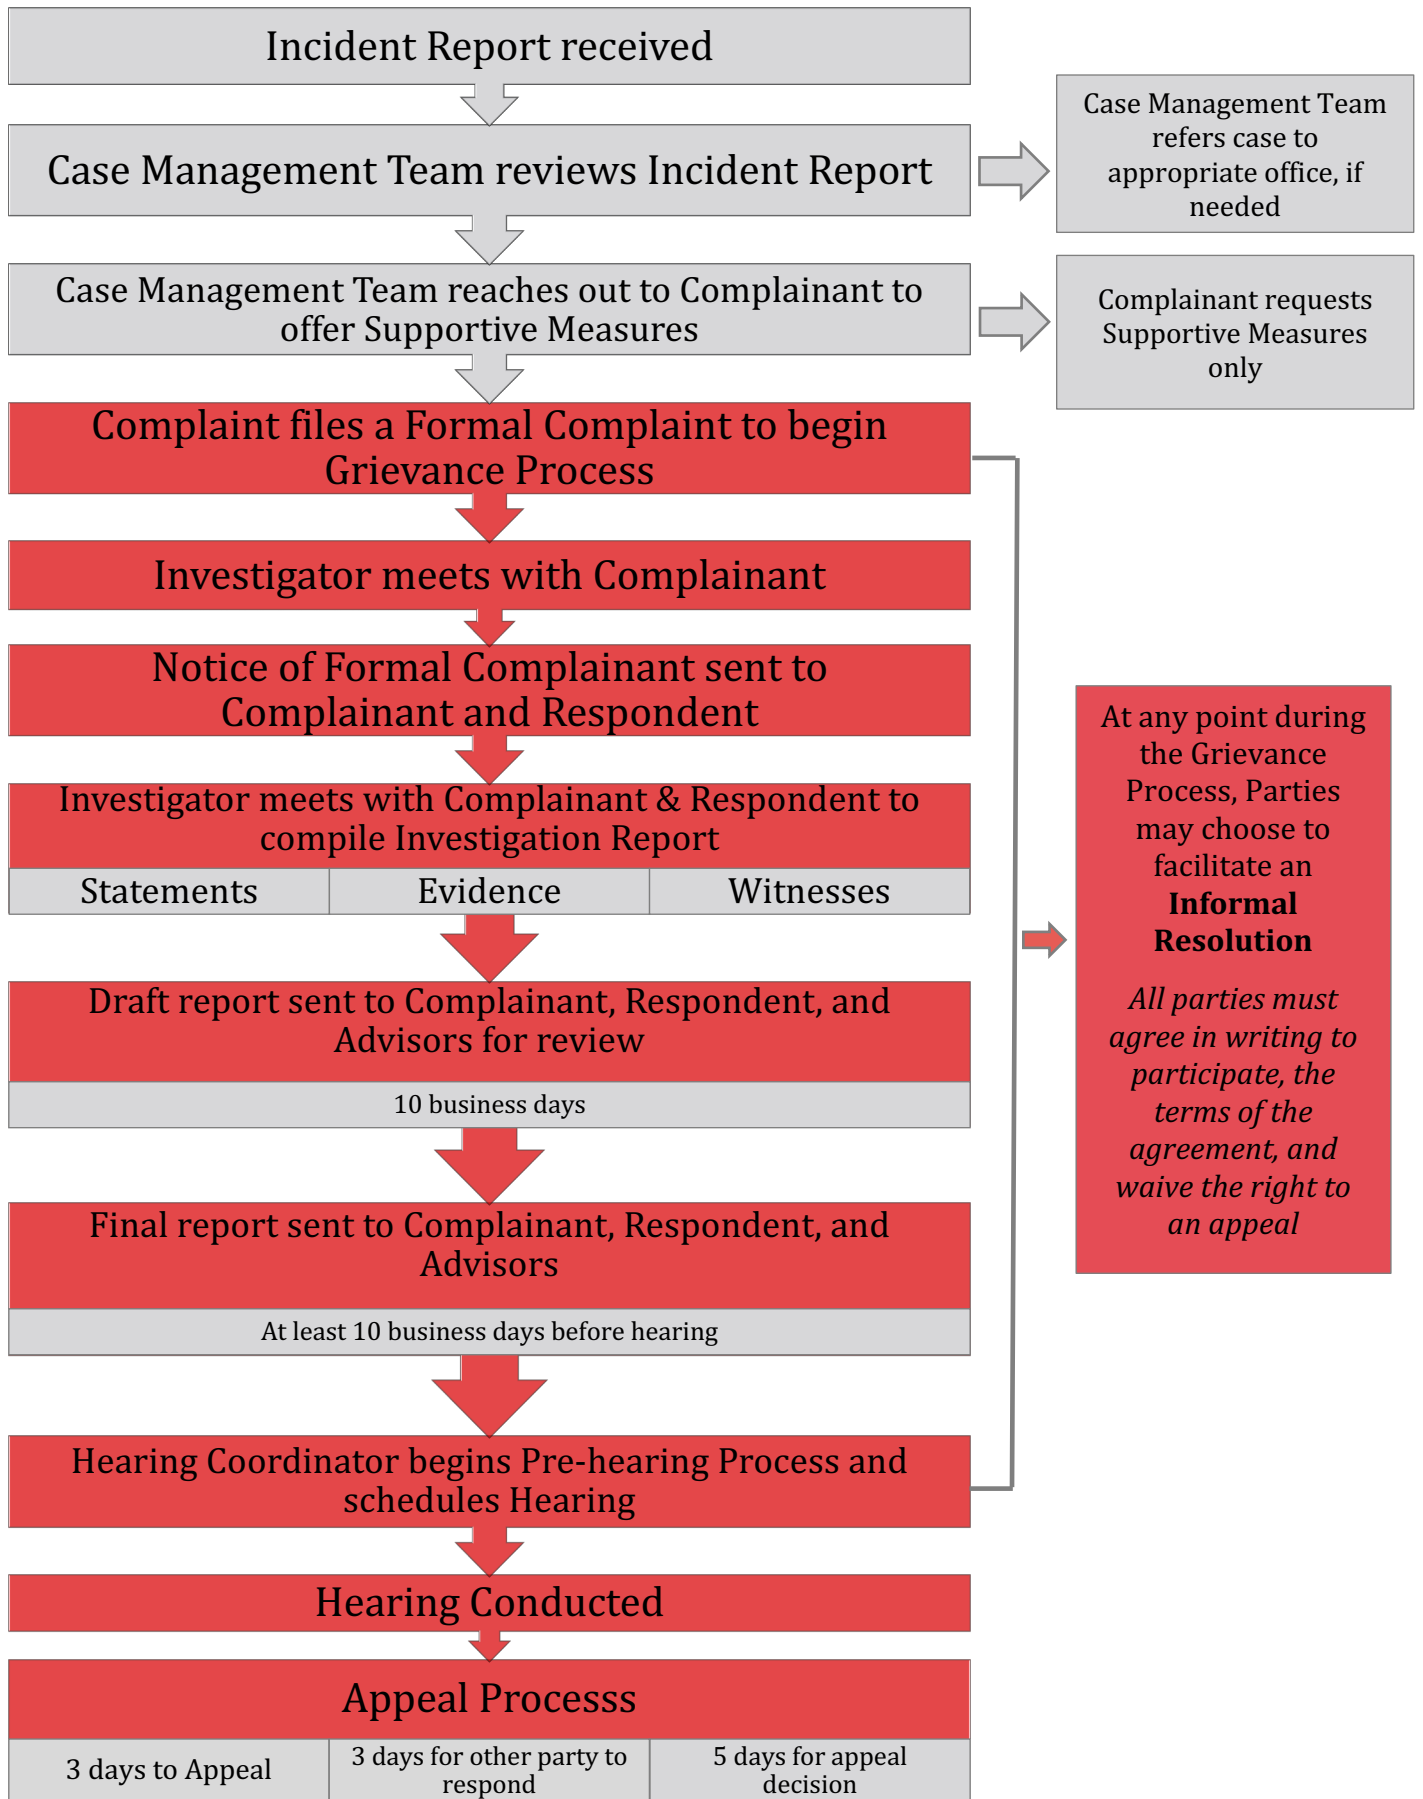 Incident Report received
Case Management Team reviews Incident Report
Case Management Team
refers case to
appropriate office, if
needed
Case Management Team reaches out to Complainant to
offer Supportive Measures
Complainant requests
Supportive Measures
only
Complaint files a Formal Complaint to begin
Grievance Process
Investigator meets with Complainant
Notice of Formal Complainant sent to
Complainant and Respondent
Investigator meets with Complainant & Respondent to
compile Investigation Report
Statements
Evidence
Witnesses
Draft report sent to Complainant, Respondent, and
Advisors for review
10 business days
Final report sent to Complainant, Respondent, and
Advisors
At least 10 business days before hearing
Hearing Coordinator begins Pre-hearing Process and
schedules Hearing
At any point during
the Grievance
Process, Parties
may choose to
facilitate an
Informal
Resolution
All parties must
agree in writing to
participate, the
terms of the
agreement, and
waive the right to
an appeal
Hearing Conducted
Appeal Processs
3 days to Appeal
3 days for other party to
respond
5 days for appeal
decision